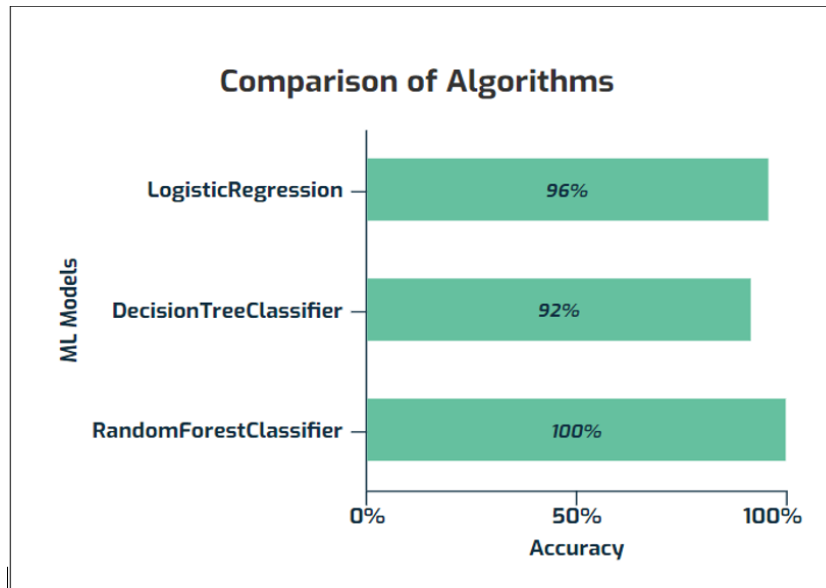 Comparison of Algorithms
ML Models
LogisticRegression
96%
DecisionTreeClassifier
92%
RandomForestClassifier
100%
0%
50%
100%
Accuracy